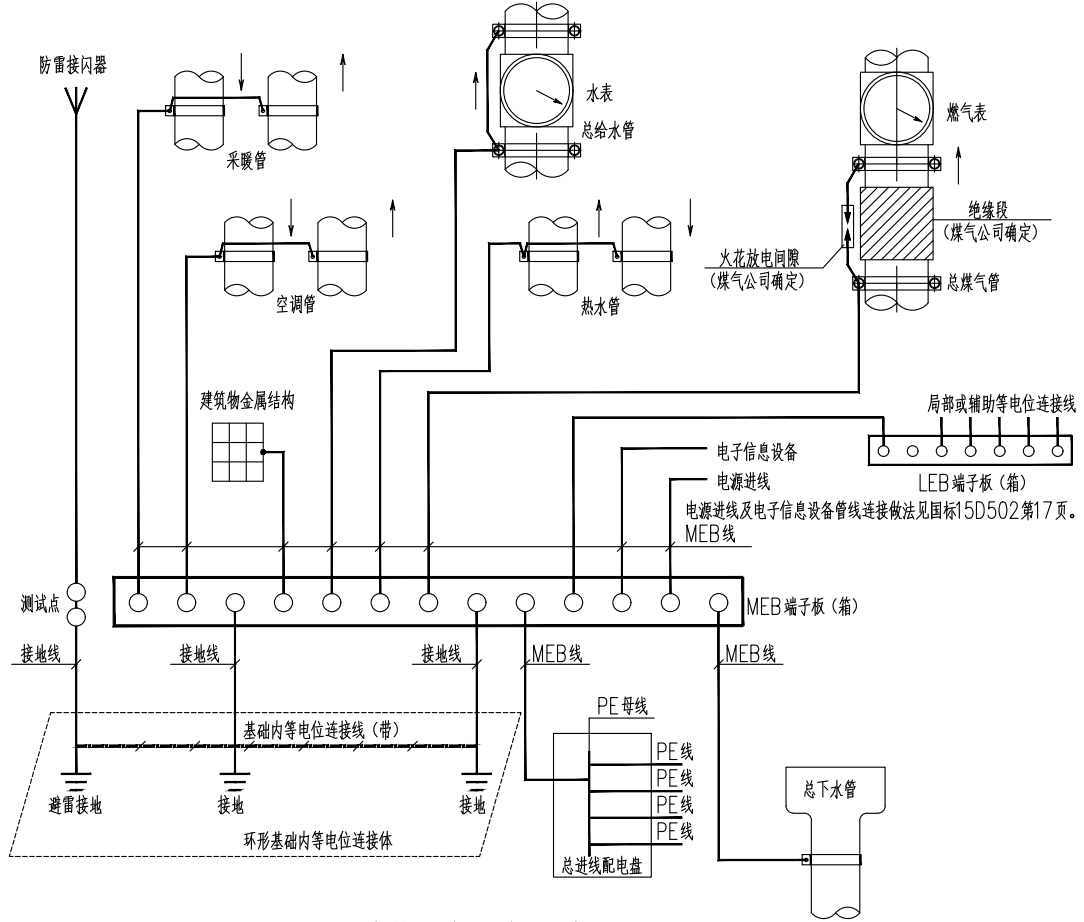 防雷接闪器
采暖管
水表
总给水管
燃气表
空调管
热水管
火花放电间隙
(煤气公司确定)
绝缘段
(煤气公司确定)
总煤气管
建筑物金属结构
局部或辅助等电位连接线
电子信息设备
电源进线
LEB端子板(箱)
电源进线及电子信息设备管线连接做法见国标15D502第17页。
MEB线
测试点
MEB端子板(箱)
接地线
接地线
接地线
MEB线
MEB线
基础内等电位连接线(带)
PE母线
PE线
PE线
PE线
PE线
避雷接地
接地
接地
环形基础内等电位连接体
总进线配电盘
总下水管